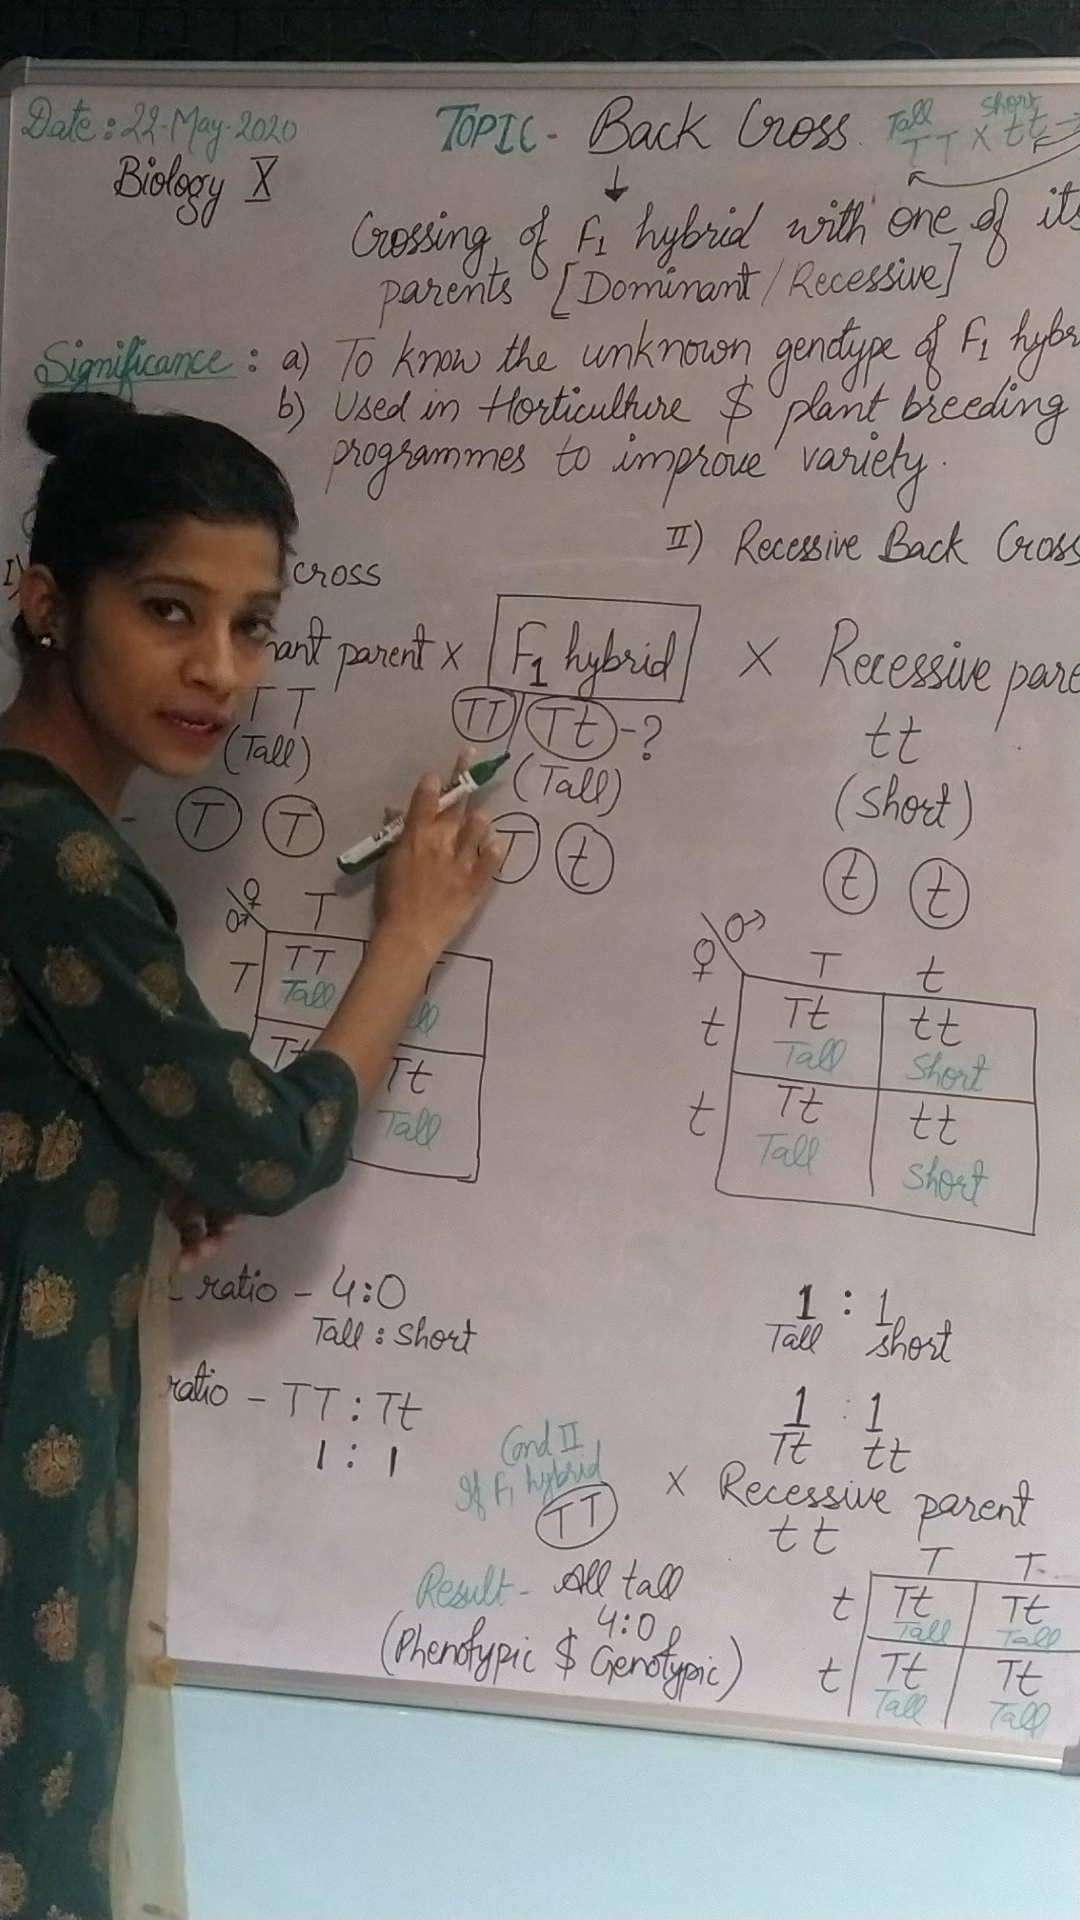 Date: 22-May-2020
Biology X
TOPIC - Back Cross.
Tall Short
TT X tt
Crossing of F1 hybrid with one of its
parents [Dominant/Recessive]
Significance: a) To know the unknown genotype of F1 hybr
b) Used in Horticulture $ plant breeding
programmes to improve variety.
I) cross
II) Recessive Back Cross
nant parent X F1 hybrid X Recessive pare
TT TT Tt -? tt
(Tall) (Tall) (Short)
T T T t t t
♀ ♂ T
T TT
Tall
Tt Tt
Tall
♂ ♀ T t
t Tt tt
Tall Short
t Tt tt
Tall Short
ratio - 4:0
Tall : Short
1 : 1
Tall short
ratio - TT : Tt
1 : 1
1 : 1
Tt tt
Cond II
If F1 hybrid
TT X Recessive parent
tt
Result - All tall
4:0
(Phenotypic $ Genotypic)
T T
t Tt Tt
Tall Tall
t Tt Tt
Tall Tall